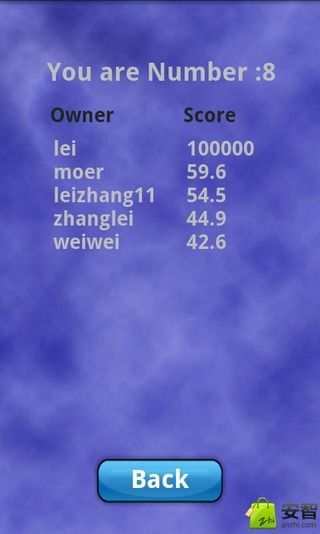 You are Number :8
Owner Score
lei 100000
moer 59.6
leizhang11 54.5
zhanglei 44.9
weiwei 42.6
Back
Zhi 安智
anzhi.com